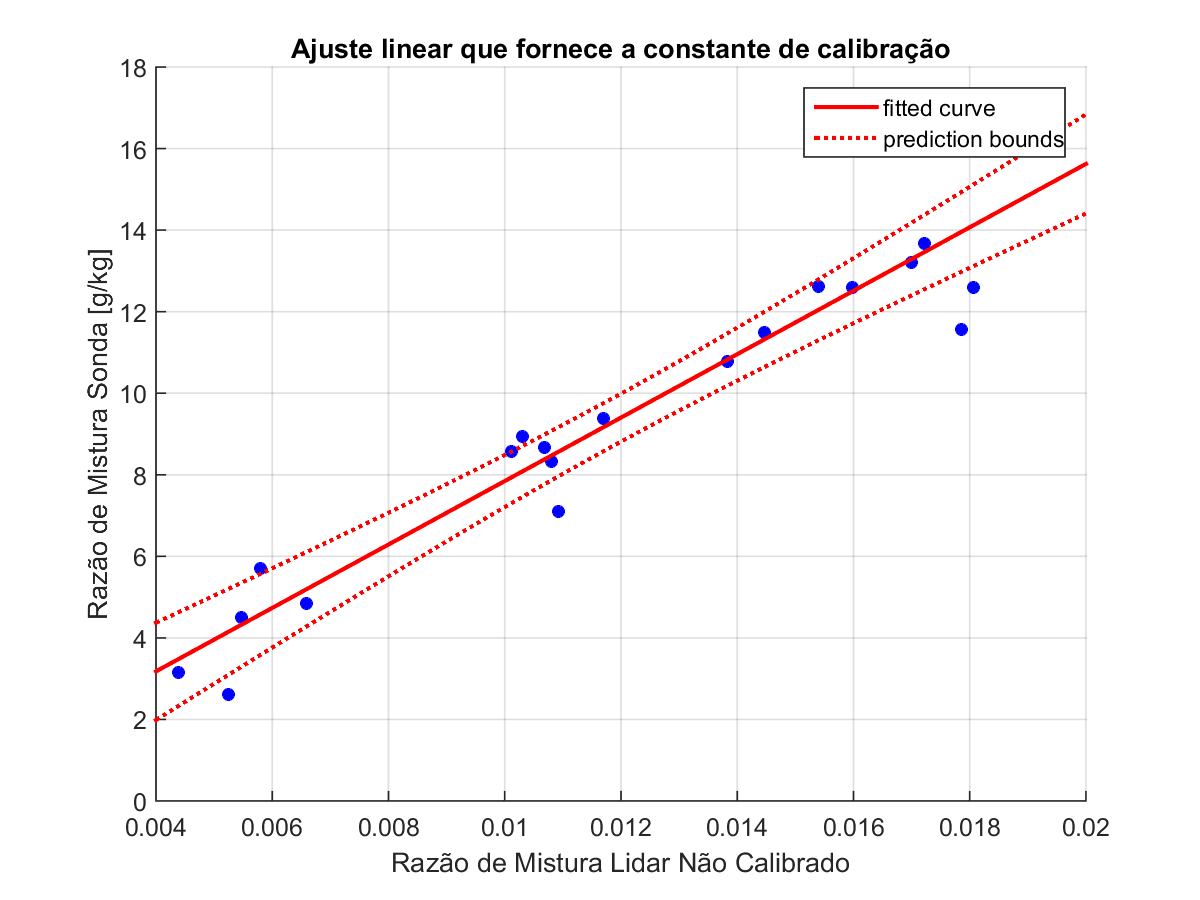 Ajuste linear que fornece a constante de calibração
fitted curve
prediction bounds
Razão de Mistura Sonda [g/kg]
18
16
14
12
10
8
6
4
2
0
0.004 0.006 0.008 0.01 0.012 0.014 0.016 0.018 0.02
Razão de Mistura Lidar Não Calibrado